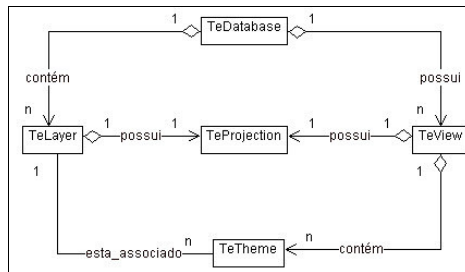 1 TeDatabase 1
contém
possui
n
n
TeLayer 1 possui 1 TeProjection 1 possui 1 TeView
1
1
n
n
esta_associado TeTheme contém